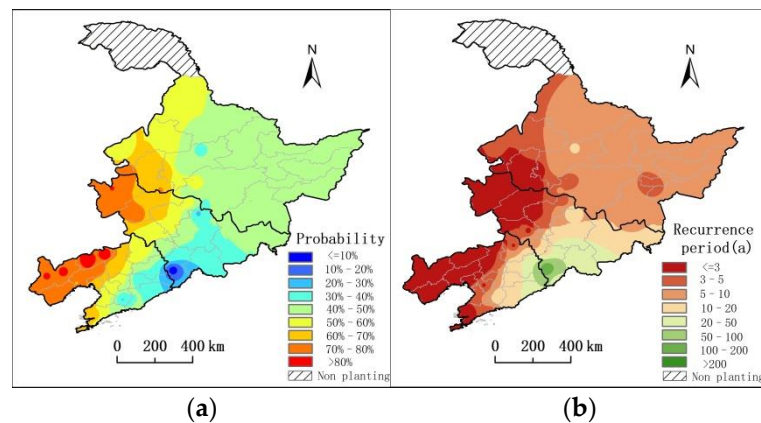 N
Probability
<=10%
10%-20%
20%-30%
30%-40%
40%-50%
50%-60%
60%-70%
70%-80%
>80%
Non planting
0 200 400 km
(a)
N
Recurrence
period(a)
<=3
3-5
5-10
10-20
20-50
50-100
100-200
>200
Non planting
0 200 400 km
(b)